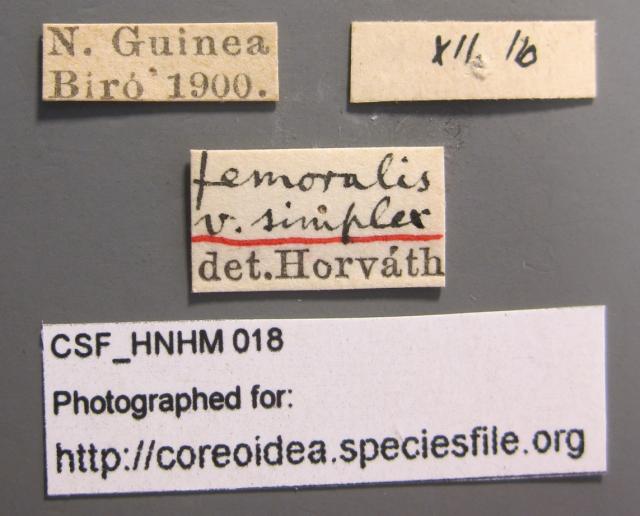 N. Guinea
Biró 1900.
XII. 16
femoralis
v. simplex
det. Horváth
CSF_HNHM 018
Photographed for:
http://coreoidea.speciesfile.org